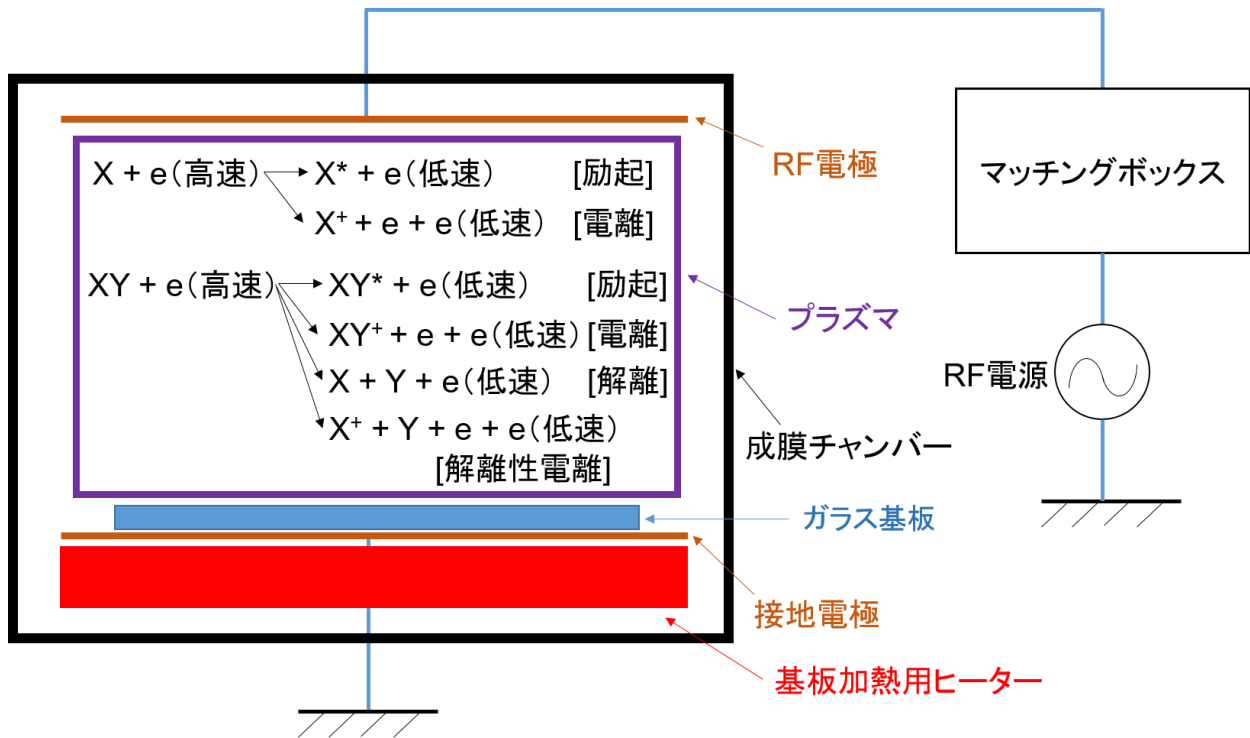 X + e(高速) X* + e(低速) [励起]
X+ + e + e(低速) [電離]
XY + e(高速) XY* + e(低速) [励起]
XY+ + e + e(低速) [電離]
X + Y + e(低速) [解離]
X+ + Y + e + e(低速)
[解離性電離]
RF電極
プラズマ
成膜チャンバー
ガラス基板
接地電極
基板加熱用ヒーター
マッチングボックス
RF電源